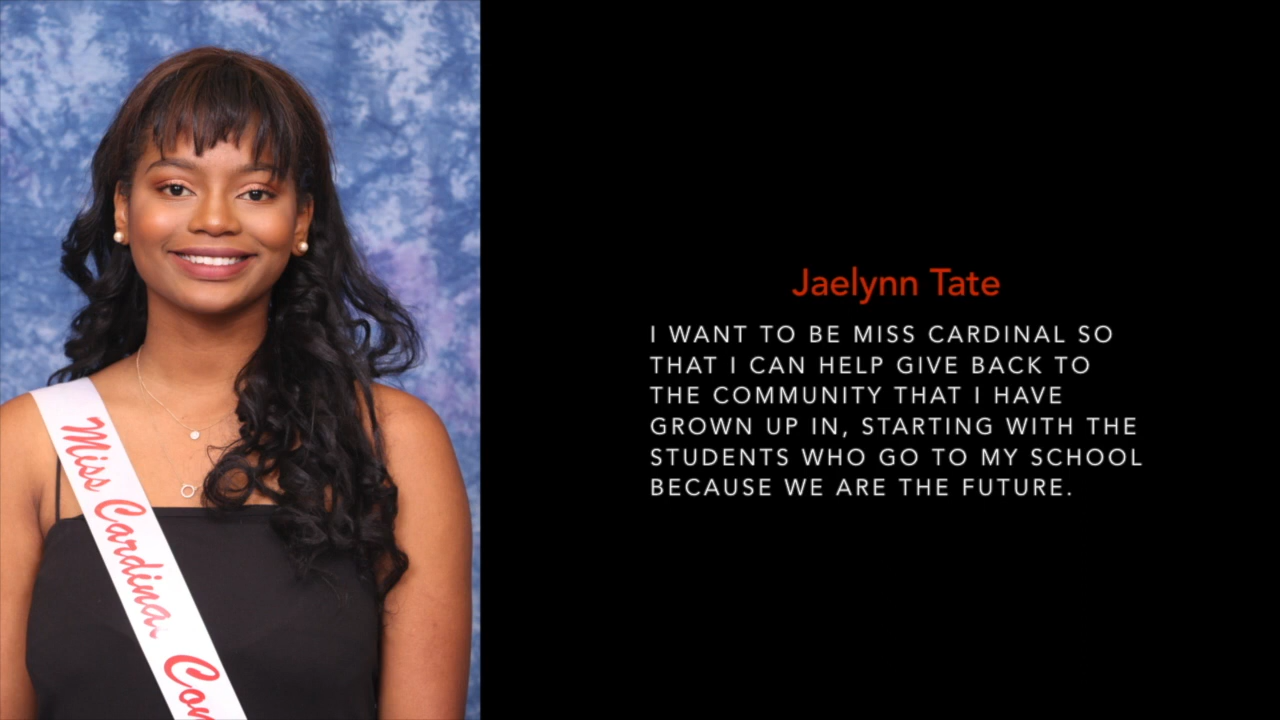 Miss Cardinal
Jaelynn Tate
I WANT TO BE MISS CARDINAL SO
THAT I CAN HELP GIVE BACK TO
THE COMMUNITY THAT I HAVE
GROWN UP IN, STARTING WITH THE
STUDENTS WHO GO TO MY SCHOOL
BECAUSE WE ARE THE FUTURE.